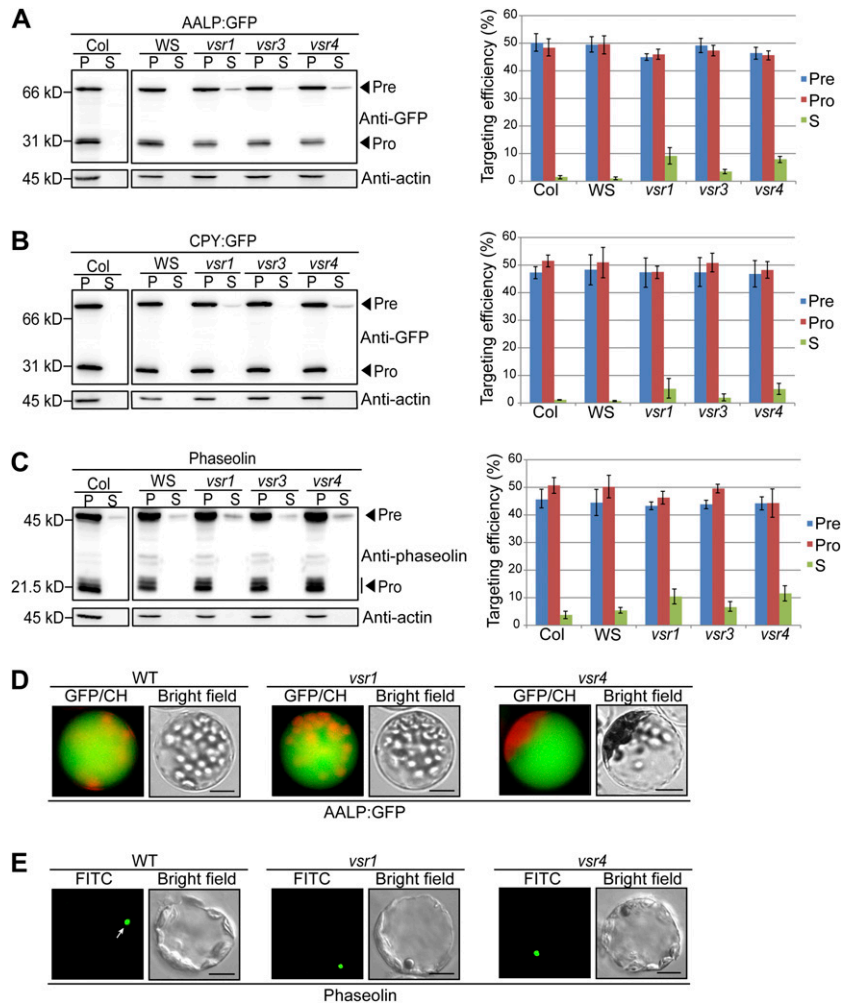 A
AALP:GFP
Col WS vsr1 vsr3 vsr4
P S P S P S P S P S
66 kD
Pre
Anti-GFP
31 kD
Pro
45 kD
Anti-actin
Targeting efficiency (%)
60
50
40
30
20
10
0
Col WS vsr1 vsr3 vsr4
Pre
Pro
S
B
CPY:GFP
Col WS vsr1 vsr3 vsr4
P S P S P S P S P S
Pre
66 kD
Anti-GFP
31 kD
Pro
45 kD
Anti-actin
Targeting efficiency (%)
60
50
40
30
20
10
0
Col WS vsr1 vsr3 vsr4
Pre
Pro
S
C
Phaseolin
Col WS vsr1 vsr3 vsr4
P S P S P S P S P S
45 kD
Pre
Anti-phaseolin
21.5 kD
Pro
45 kD
Anti-actin
Targeting efficiency (%)
60
50
40
30
20
10
0
Col WS vsr1 vsr3 vsr4
Pre
Pro
S
D
WT vsr1 vsr4
GFP/CH Bright field GFP/CH Bright field GFP/CH Bright field
AALP:GFP
E
WT vsr1 vsr4
FITC Bright field FITC Bright field FITC Bright field
Phaseolin